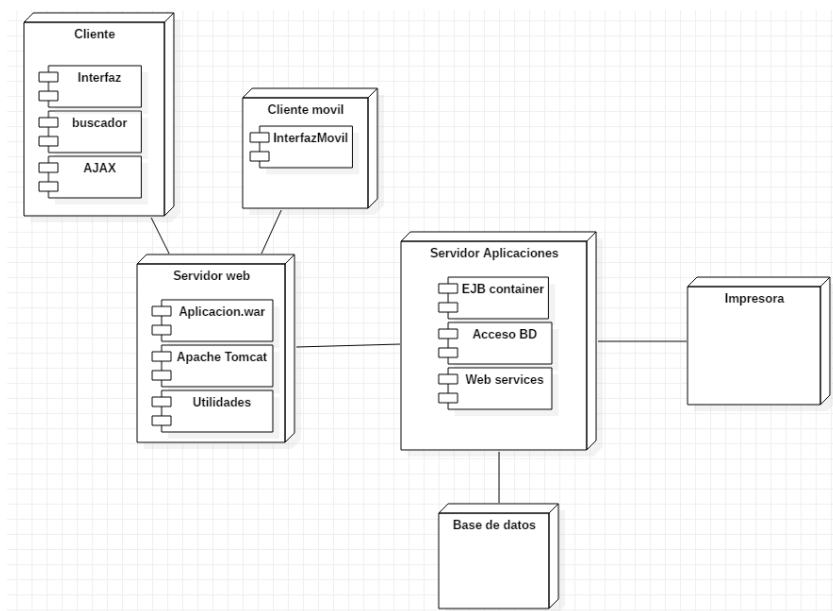 Cliente
Interfaz
buscador
AJAX
Cliente movil
InterfazMovil
Servidor web
Aplicacion.war
Apache Tomcat
Utilidades
Servidor Aplicaciones
EJB container
Acceso BD
Web services
Impresora
Base de datos